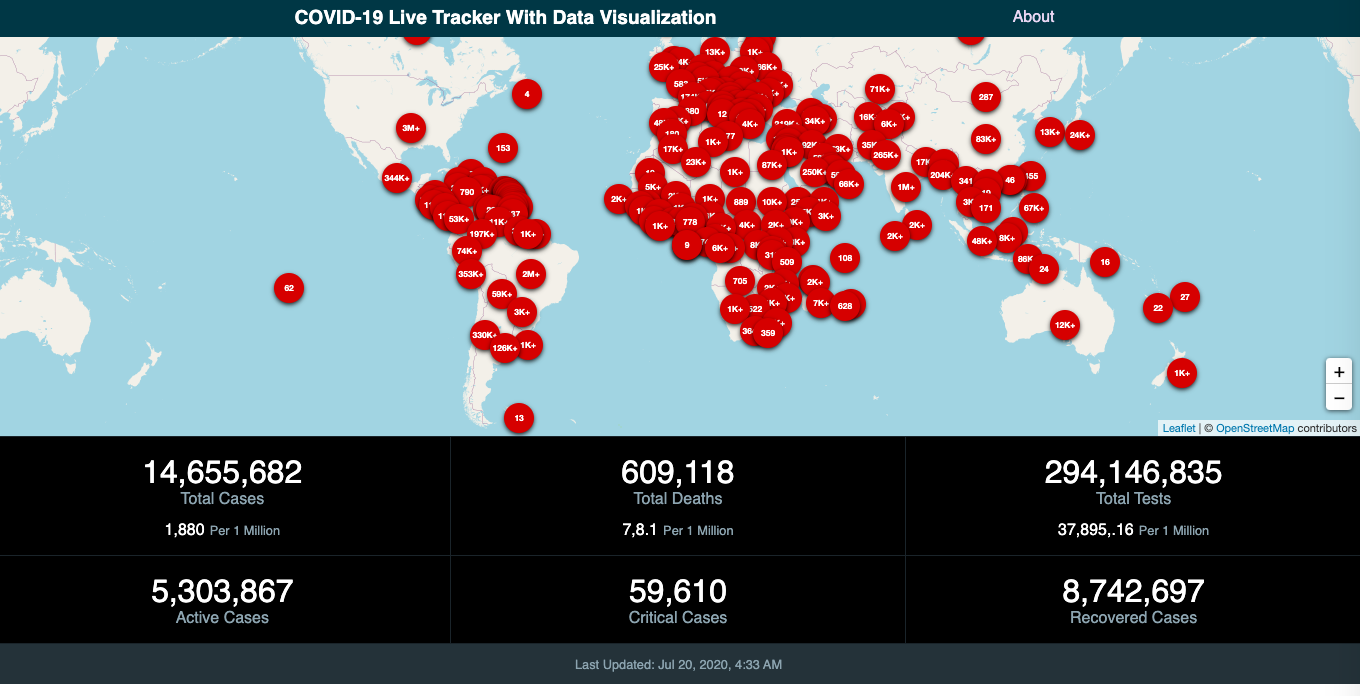 COVID-19 Live Tracker With Data Visualization
About
13K+
1K+
25K+
4K
71K+
287
4
3M+
880
12
4K+
34K+
16K
6K+
83K+
13K+
24K+
153
77
1K+
17K+
23K+
1K+
1K+
87K+
265K+
344K+
250K+
66K+
1M+
204K
341
46
455
790
5K+
2K+
1K+
889
10K+
3K+
171
67K+
53K+
37
197K+
1K+
1K+
778
4K+
2K+
2K+
2K+
48K+
8K+
74K+
9
6K+
509
108
86K
24
16
353K+
2M+
62
59K+
705
2K+
7K+
628
3K+
1K+
22
27
330K+
126K+
1K+
359
12K+
1K+
13
+
−
Leaflet | © OpenStreetMap contributors
14,655,682
Total Cases
1,880 Per 1 Million
609,118
Total Deaths
7,8.1 Per 1 Million
294,146,835
Total Tests
37,895,.16 Per 1 Million
5,303,867
Active Cases
59,610
Critical Cases
8,742,697
Recovered Cases
Last Updated: Jul 20, 2020, 4:33 AM